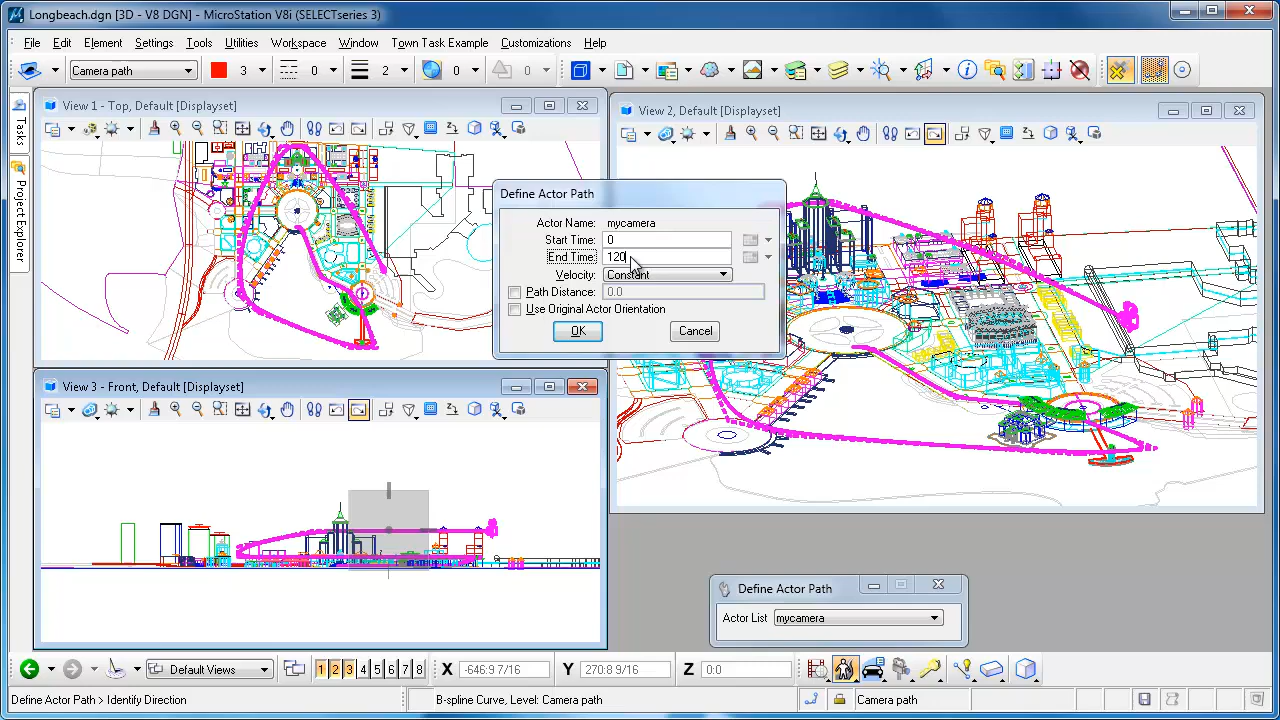 Longbeach.dgn [3D - V8 DGN] - MicroStation V8i (SELECTseries 3)
File Edit Element Settings Tools Utilities Workspace Window Town Task Example Customizations Help
Camera path 3 0 2 0 0
Tasks
Project Explorer
View 1 - Top, Default [Displayset]
View 2, Default [Displayset]
Define Actor Path
Actor Name: mycamera
Start Time: 0
End Time: 120
Velocity: Constant
Path Distance: 0.0
Use Original Actor Orientation
OK Cancel
View 3 - Front, Default [Displayset]
Define Actor Path
Actor List mycamera
Default Views 1 2 3 4 5 6 7 8 X -646:9 7/16 Y 270:8 9/16 Z 0:0
Define Actor Path > Identify Direction B-spline Curve, Level: Camera path Camera path